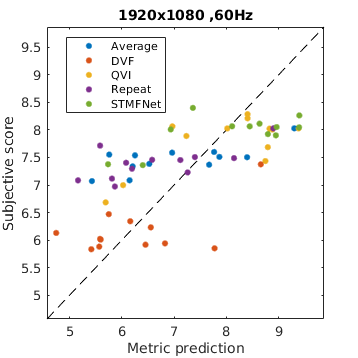 1920x1080 ,60Hz
Average
DVF
QVI
Repeat
STMFNet
Subjective score
9.5
9
8.5
8
7.5
7
6.5
6
5.5
5
5 6 7 8 9
Metric prediction